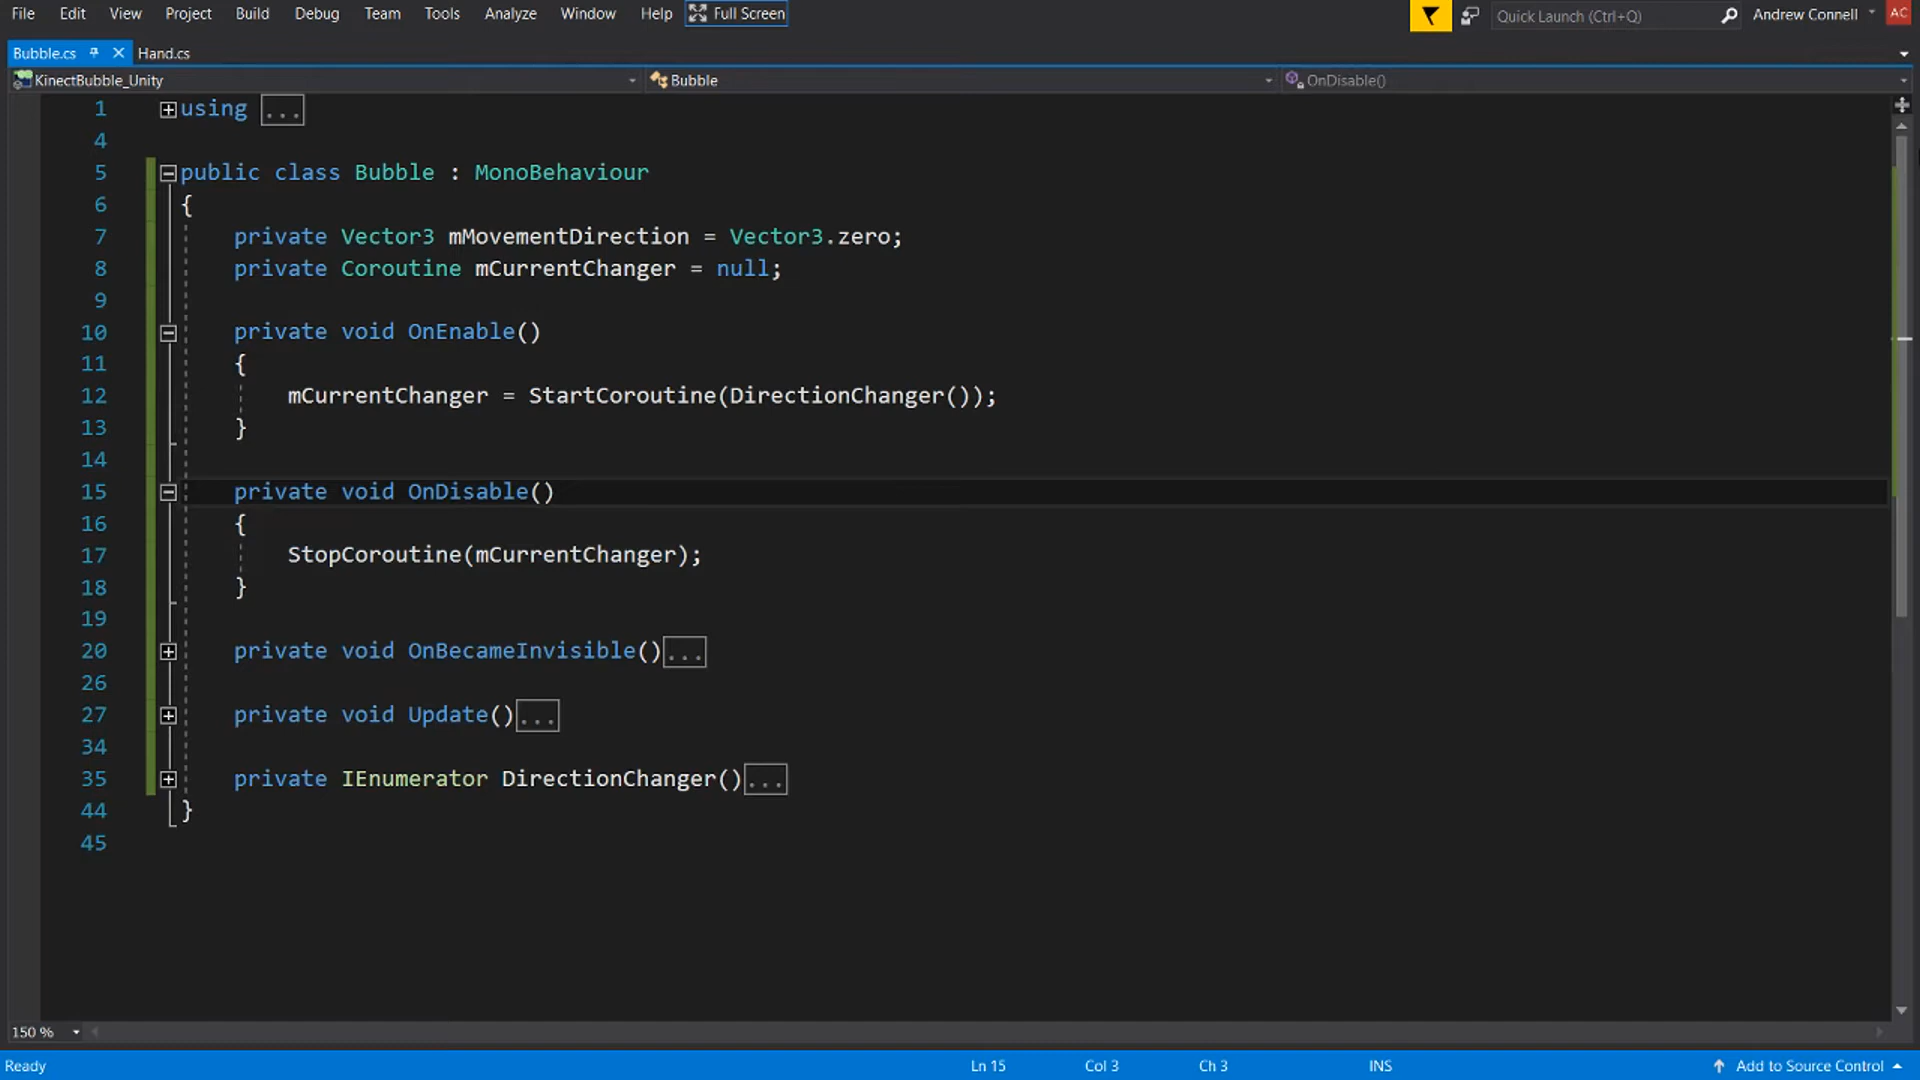 File Edit View Project Build Debug Team Tools Analyze Window Help Full Screen Quick Launch (Ctrl+Q) Andrew Connell AC
Bubble.cs Hand.cs
KinectBubble_Unity Bubble OnDisable()
1 using ...
4
5 public class Bubble : MonoBehaviour
6 {
7 private Vector3 mMovementDirection = Vector3.zero;
8 private Coroutine mCurrentChanger = null;
9
10 private void OnEnable()
11 {
12 mCurrentChanger = StartCoroutine(DirectionChanger());
13 }
14
15 private void OnDisable()
16 {
17 StopCoroutine(mCurrentChanger);
18 }
19
20 private void OnBecameInvisible()...
26
27 private void Update()...
34
35 private IEnumerator DirectionChanger()...
44 }
45
150 %
Ready Ln 15 Col 3 Ch 3 INS Add to Source Control